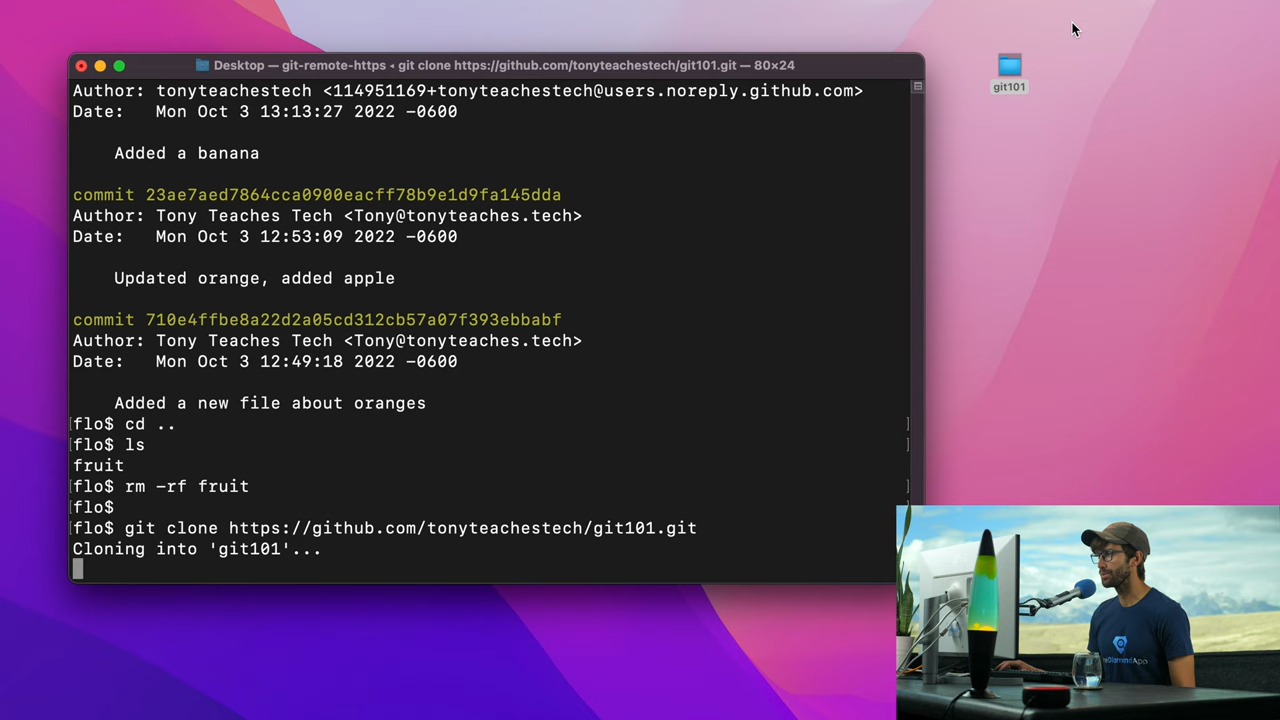 Desktop — git-remote-https ◂ git clone https://github.com/tonyteachestech/git101.git — 80×24
git101
Author: tonyteachestech <114951169+tonyteachestech@users.noreply.github.com>
Date:   Mon Oct 3 13:13:27 2022 -0600
Added a banana
commit 23ae7aed7864cca0900eacff78b9e1d9fa145dda
Author: Tony Teaches Tech <Tony@tonyteaches.tech>
Date:   Mon Oct 3 12:53:09 2022 -0600
Updated orange, added apple
commit 710e4ffbe8a22d2a05cd312cb57a07f393ebbabf
Author: Tony Teaches Tech <Tony@tonyteaches.tech>
Date:   Mon Oct 3 12:49:18 2022 -0600
Added a new file about oranges
[flo$ cd ..]
[flo$ ls]
fruit
[flo$ rm -rf fruit]
[flo$]
flo$ git clone https://github.com/tonyteachestech/git101.git
Cloning into 'git101'...